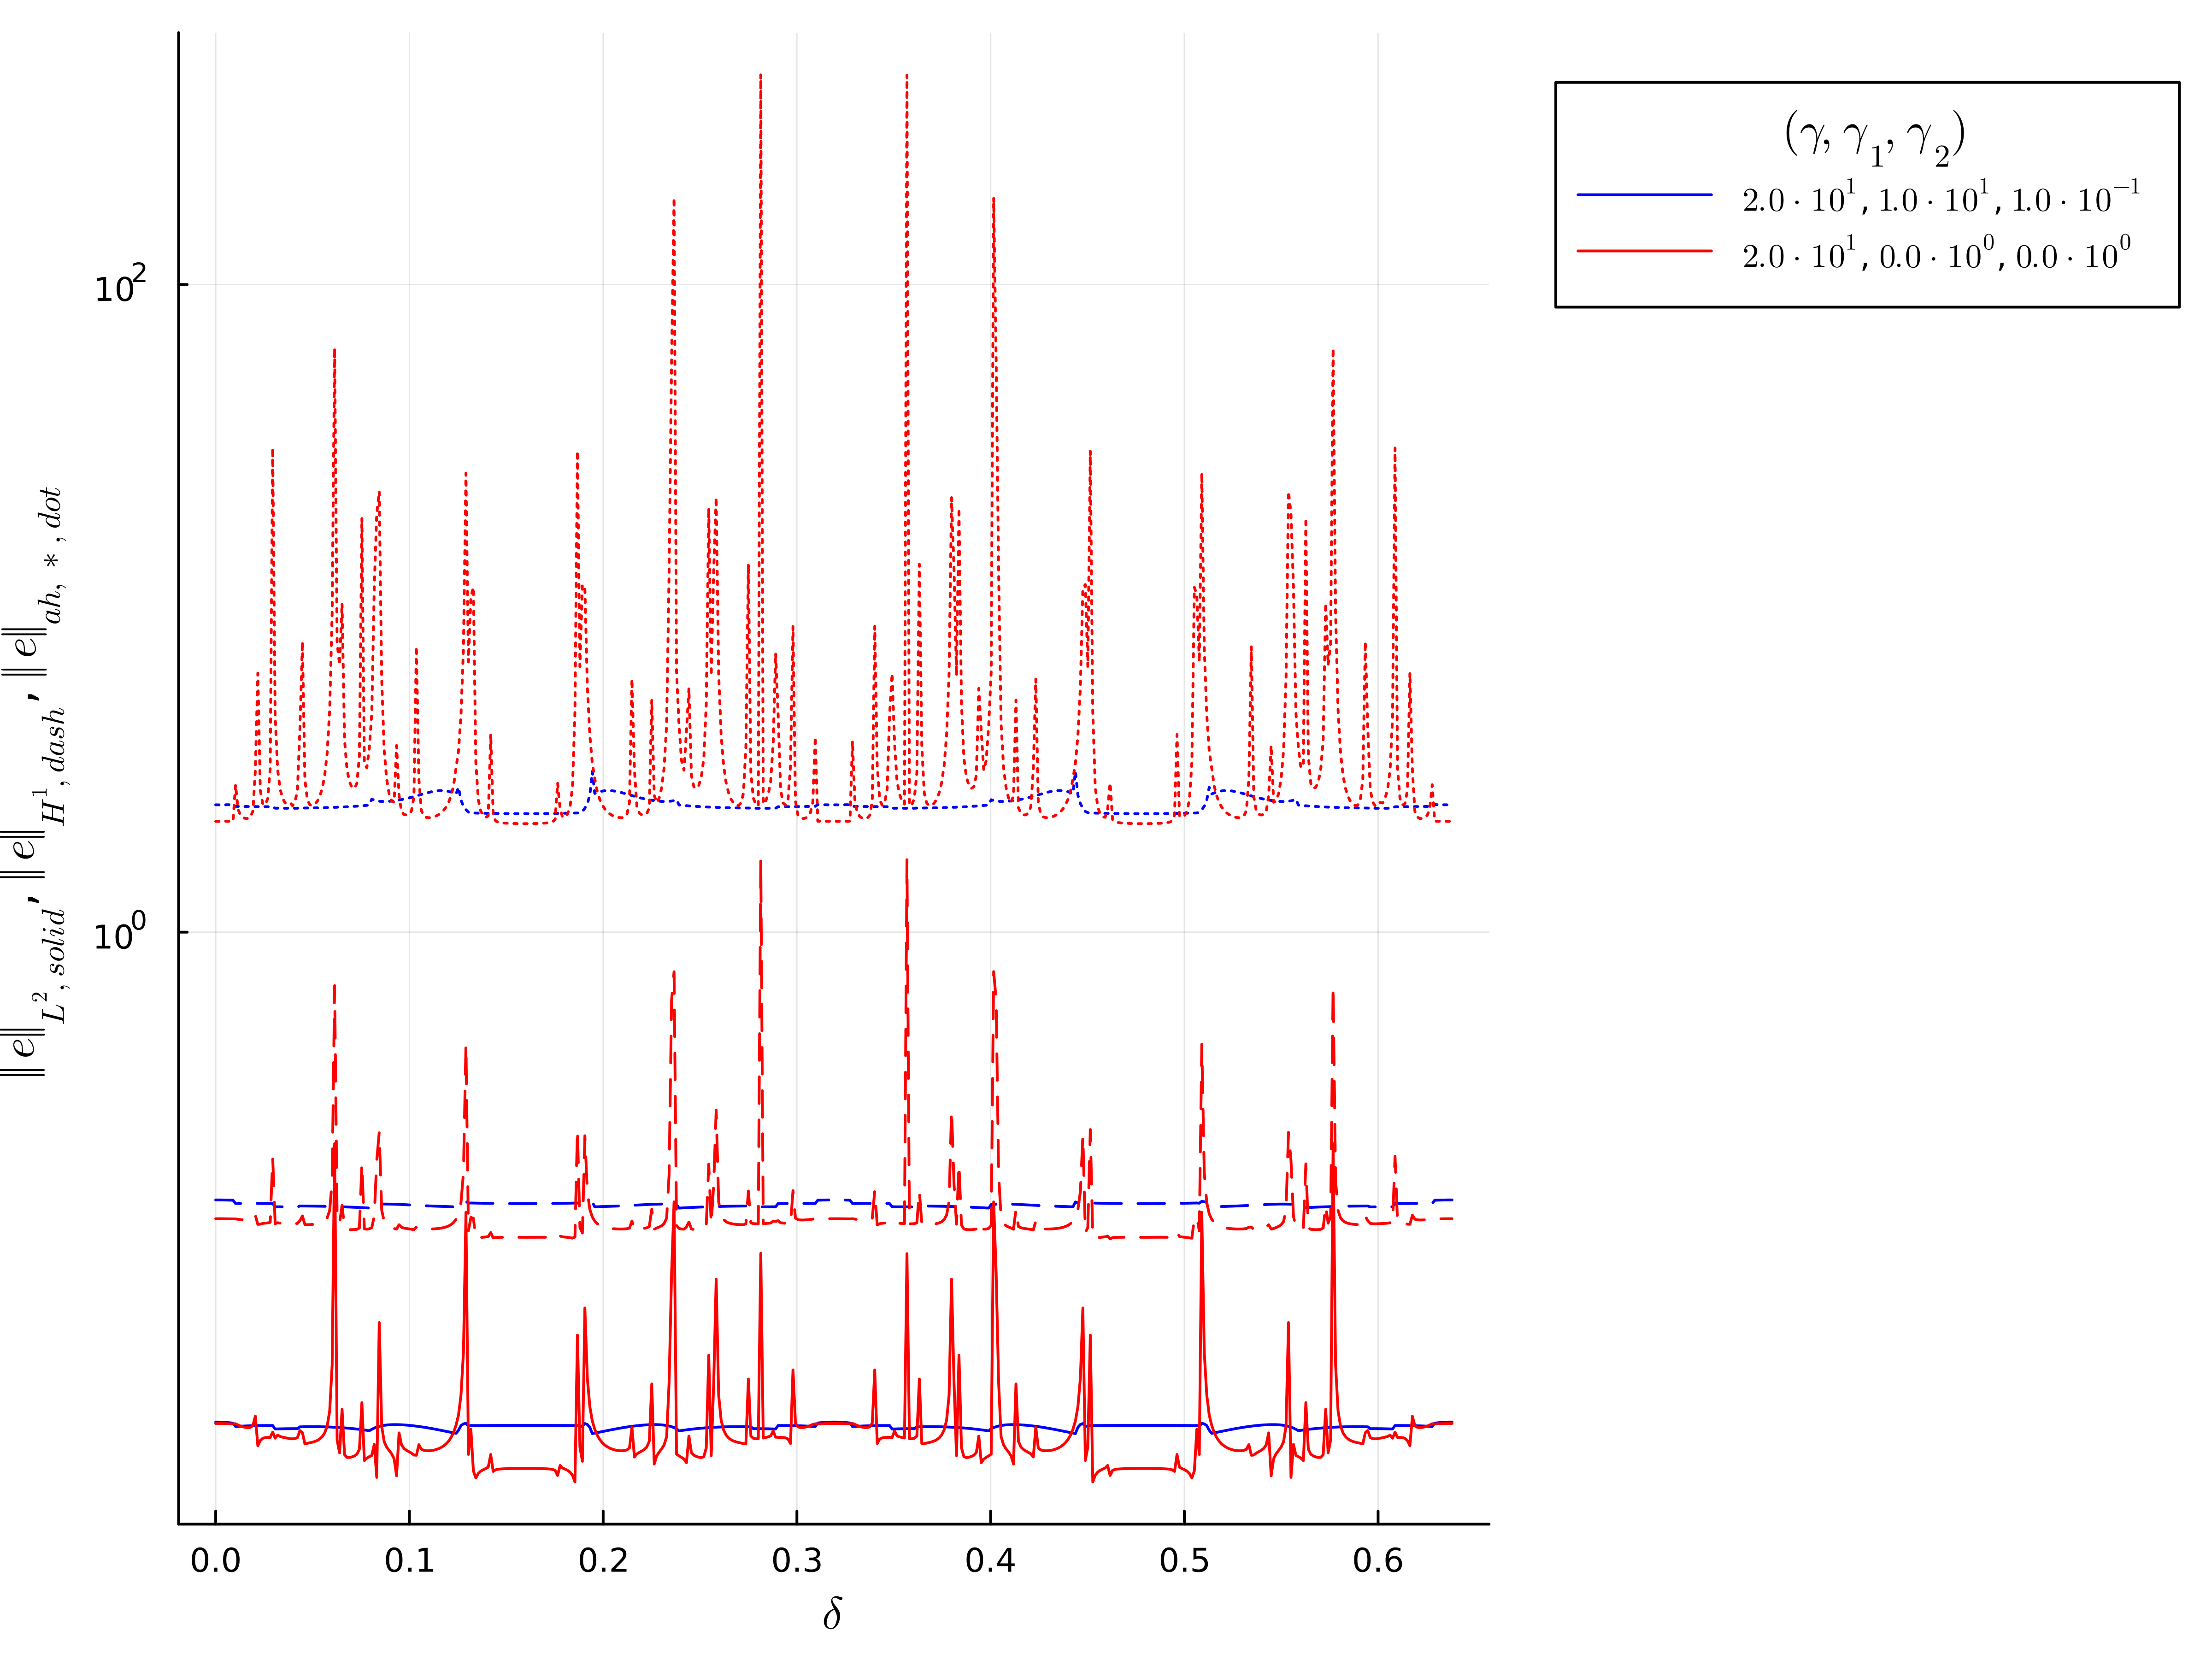 ‖e‖_{L^2,solid}, ‖e‖_{H^1,dash}, ‖e‖_{ah,*,dot}
10^2
10^0
0.0 0.1 0.2 0.3 0.4 0.5 0.6
δ
(γ, γ_1, γ_2)
2.0 · 10^1, 1.0 · 10^1, 1.0 · 10^{−1}
2.0 · 10^1, 0.0 · 10^0, 0.0 · 10^0